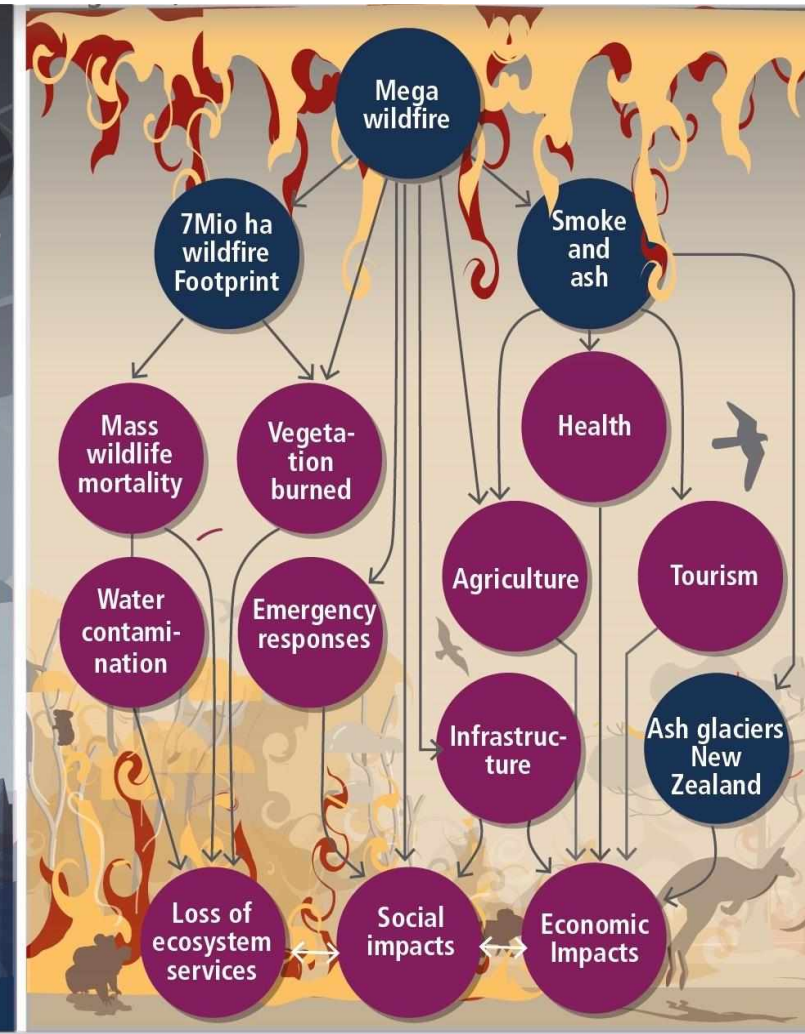 Mega
wildfire
7Mio ha
wildfire
Footprint
Smoke
and
ash
Mass
wildlife
mortality
Vegeta-
tion
burned
Health
Agriculture
Tourism
Water
contami-
nation
Emergency
responses
Infrastruc-
ture
Ash glaciers
New
Zealand
Loss of
ecosystem
services
Social
impacts
Economic
Impacts